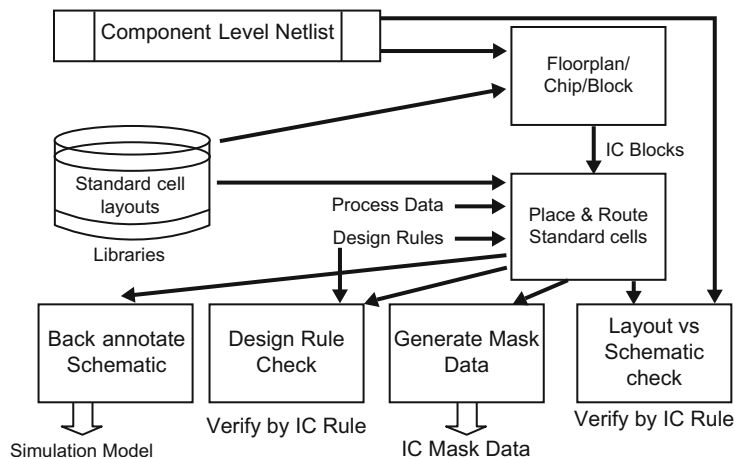 Component Level Netlist
Floorplan/
Chip/Block
IC Blocks
Standard cell
layouts
Libraries
Process Data
Design Rules
Place & Route
Standard cells
Back annotate
Schematic
Design Rule
Check
Generate Mask
Data
Layout vs
Schematic
check
Verify by IC Rule
Verify by IC Rule
Simulation Model
IC Mask Data